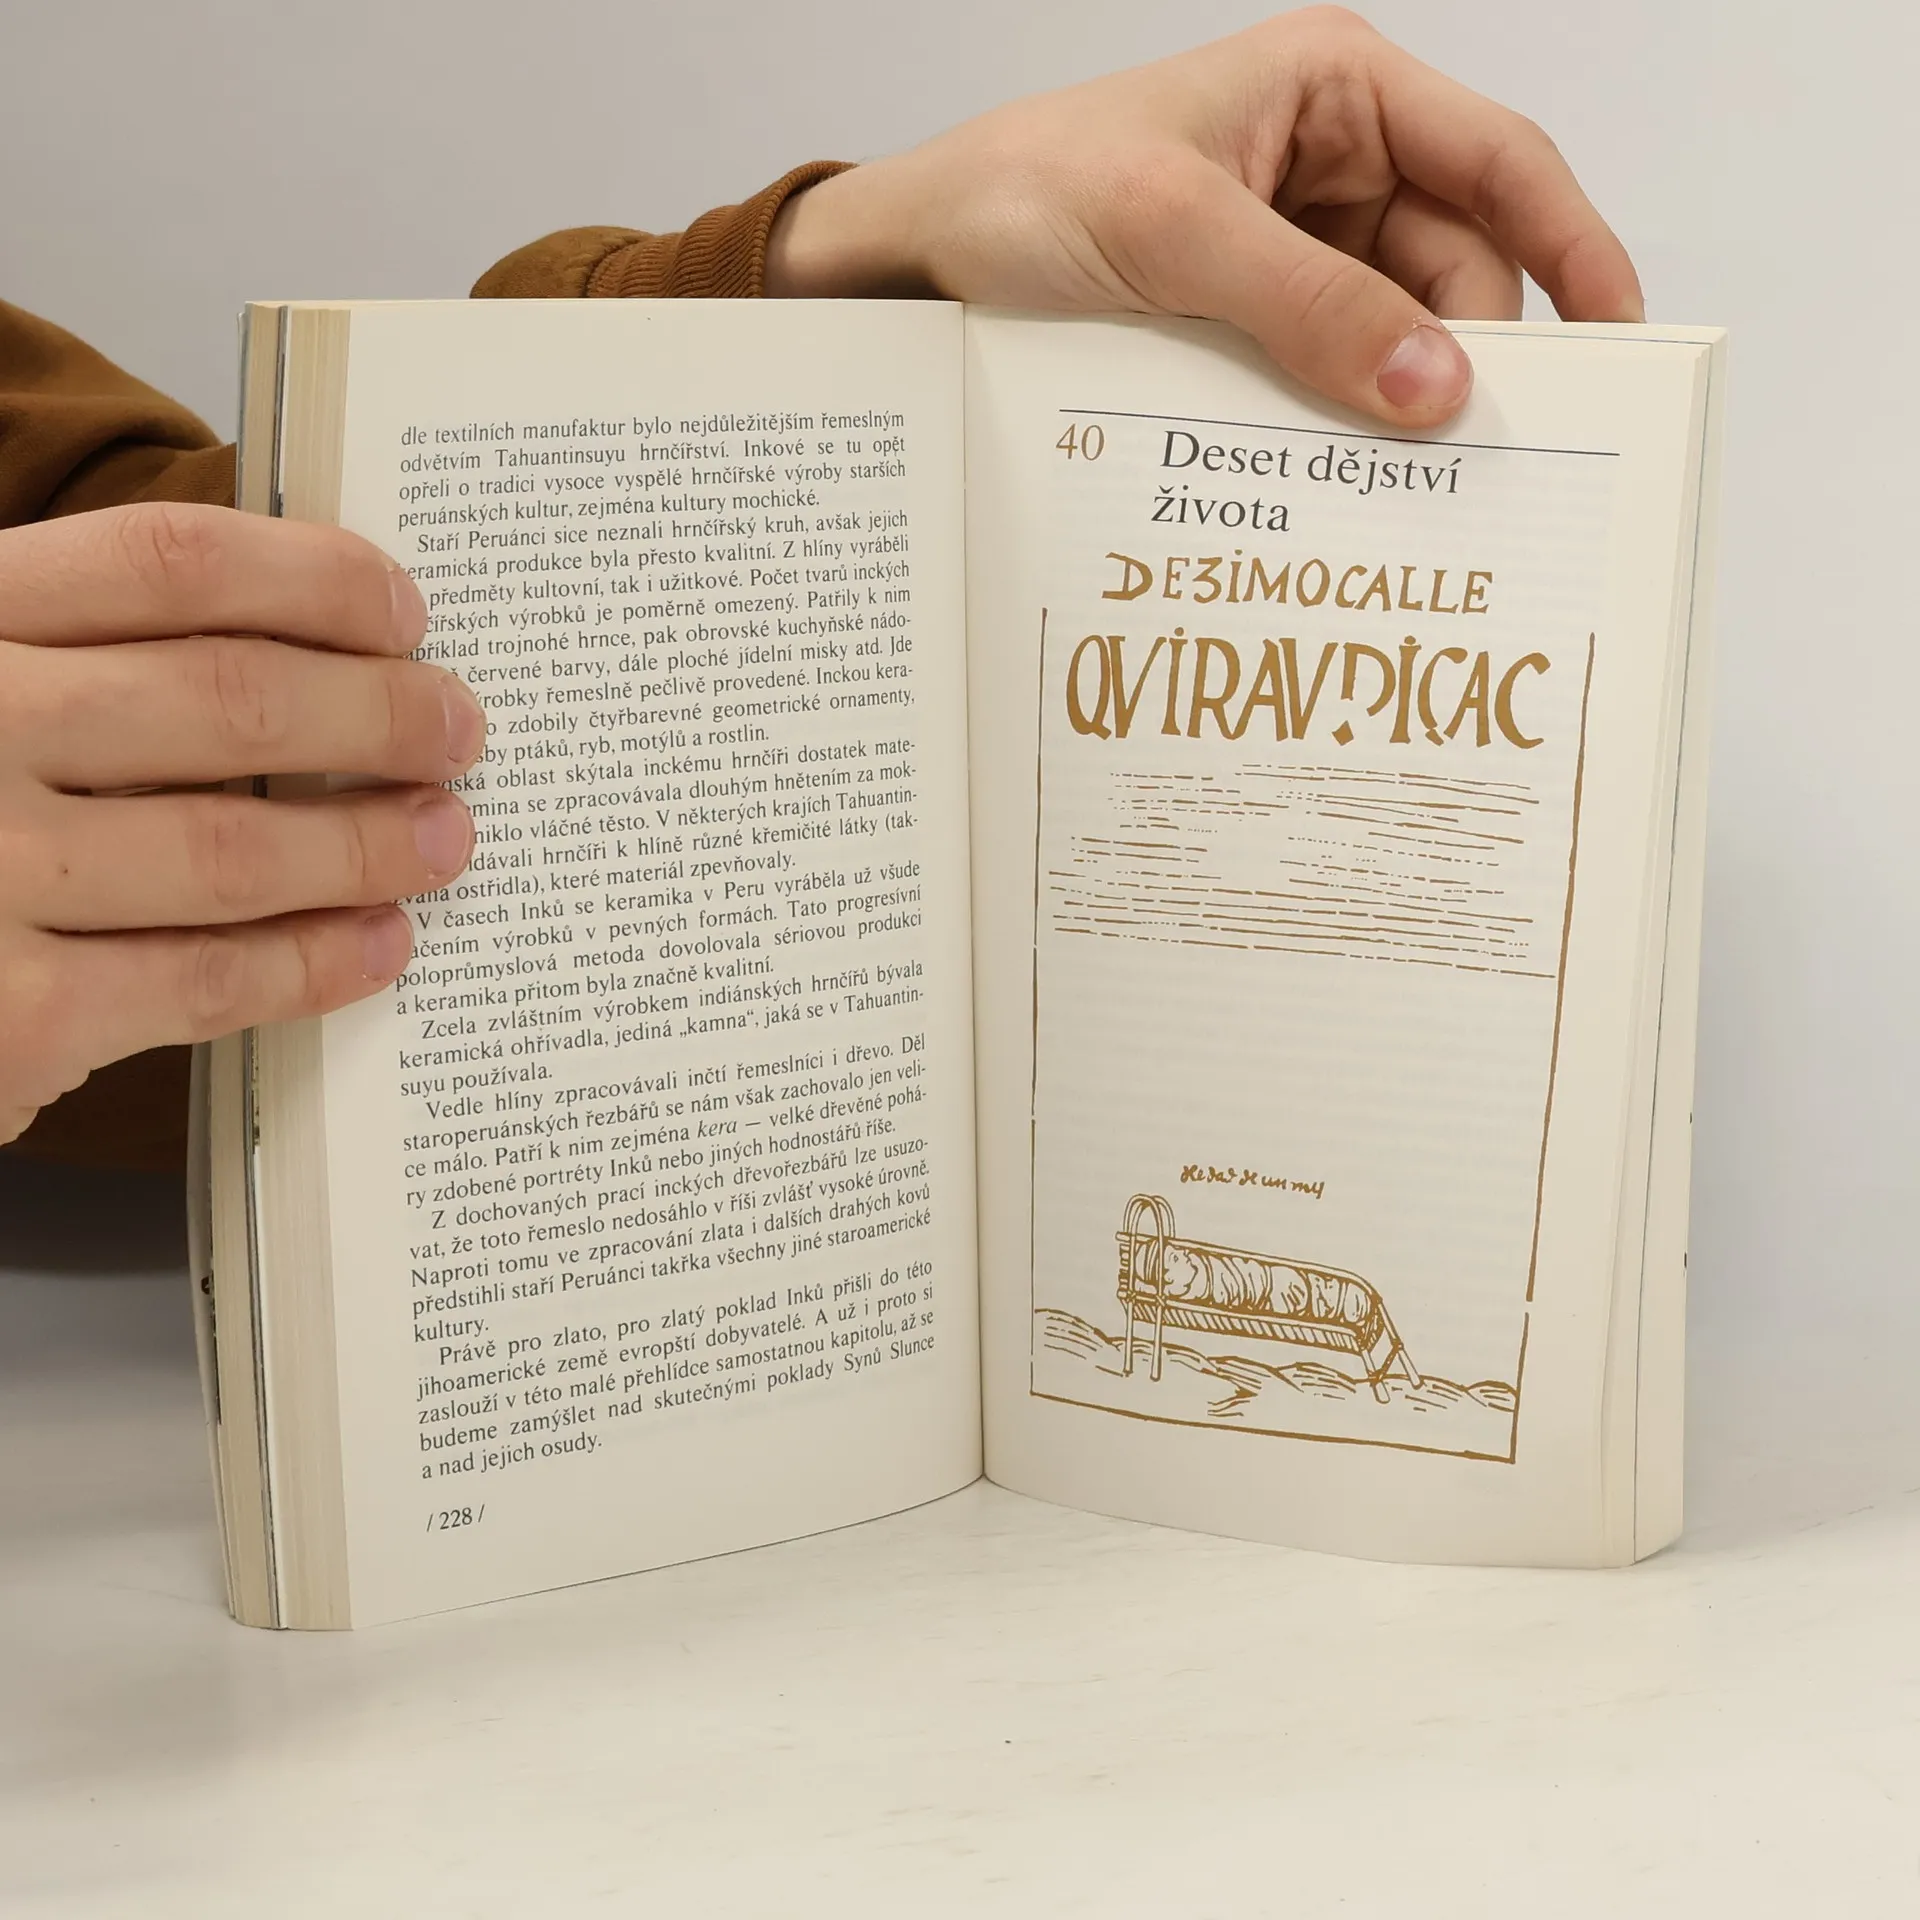 dle textilních manufaktur bylo nejdůležitějším řemeslným
odvětvím Tahuantinsuyu hrnčířství. Inkové se tu opět
opřeli o tradici vysoce vyspělé hrnčířské výroby starších
peruánských kultur, zejména kultury mochické.
Staří Peruánci sice neznali hrnčířský kruh, avšak jejich
keramická produkce byla přesto kvalitní. Z hlíny vyráběli
předměty kultovní, tak i užitkové. Počet tvarů inckých
čířských výrobků je poměrně omezený. Patřily k nim
apříklad trojnohé hrnce, pak obrovské kuchyňské nádo-
červené barvy, dále ploché jídelní misky atd. Jde
ýrobky řemeslně pečlivě provedené. Inckou kera-
o zdobily čtyřbarevné geometrické ornamenty,
sby ptáků, ryb, motýlů a rostlin.
nská oblast skýtala inckému hrnčíři dostatek mate-
emina se zpracovávala dlouhým hnětením za mok-
niklo vláčné těsto. V některých krajích Tahuantin-
idávali hrnčíři k hlíně různé křemičité látky (tak-
zvaná ostřidla), které materiál zpevňovaly.
V časech Inků se keramika v Peru vyráběla už všude
ačením výrobků v pevných formách. Tato progresívní
poloprůmyslová metoda dovolovala sériovou produkci
a keramika přitom byla značně kvalitní.
Zcela zvláštním výrobkem indiánských hrnčířů bývala
keramická ohřívadla, jediná „kamna“, jaká se v Tahuantin-
suyu používala.
Vedle hlíny zpracovávali inčtí řemeslníci i dřevo. Děl
staroperuánských řezbářů se nám však zachovalo jen veli-
ce málo. Patří k nim zejména kera — velké dřevěné pohá-
ry zdobené portréty Inků nebo jiných hodnostářů říše.
Z dochovaných prací inckých dřevořezbářů lze usuzo-
vat, že toto řemeslo nedosáhlo v říši zvlášť vysoké úrovně.
Naproti tomu ve zpracování zlata i dalších drahých kovů
předstihli staří Peruánci takřka všechny jiné staroamerické
kultury.
Právě pro zlato, pro zlatý poklad Inků přišli do této
jihoamerické země evropští dobyvatelé. A už i proto si
zaslouží v této malé přehlídce samostatnou kapitolu, až se
budeme zamýšlet nad skutečnými poklady Synů Slunce
a nad jejich osudy.
/ 228 /
40 Deset dějství
života
DEZIMOCALLE
QVIRAVPICAC